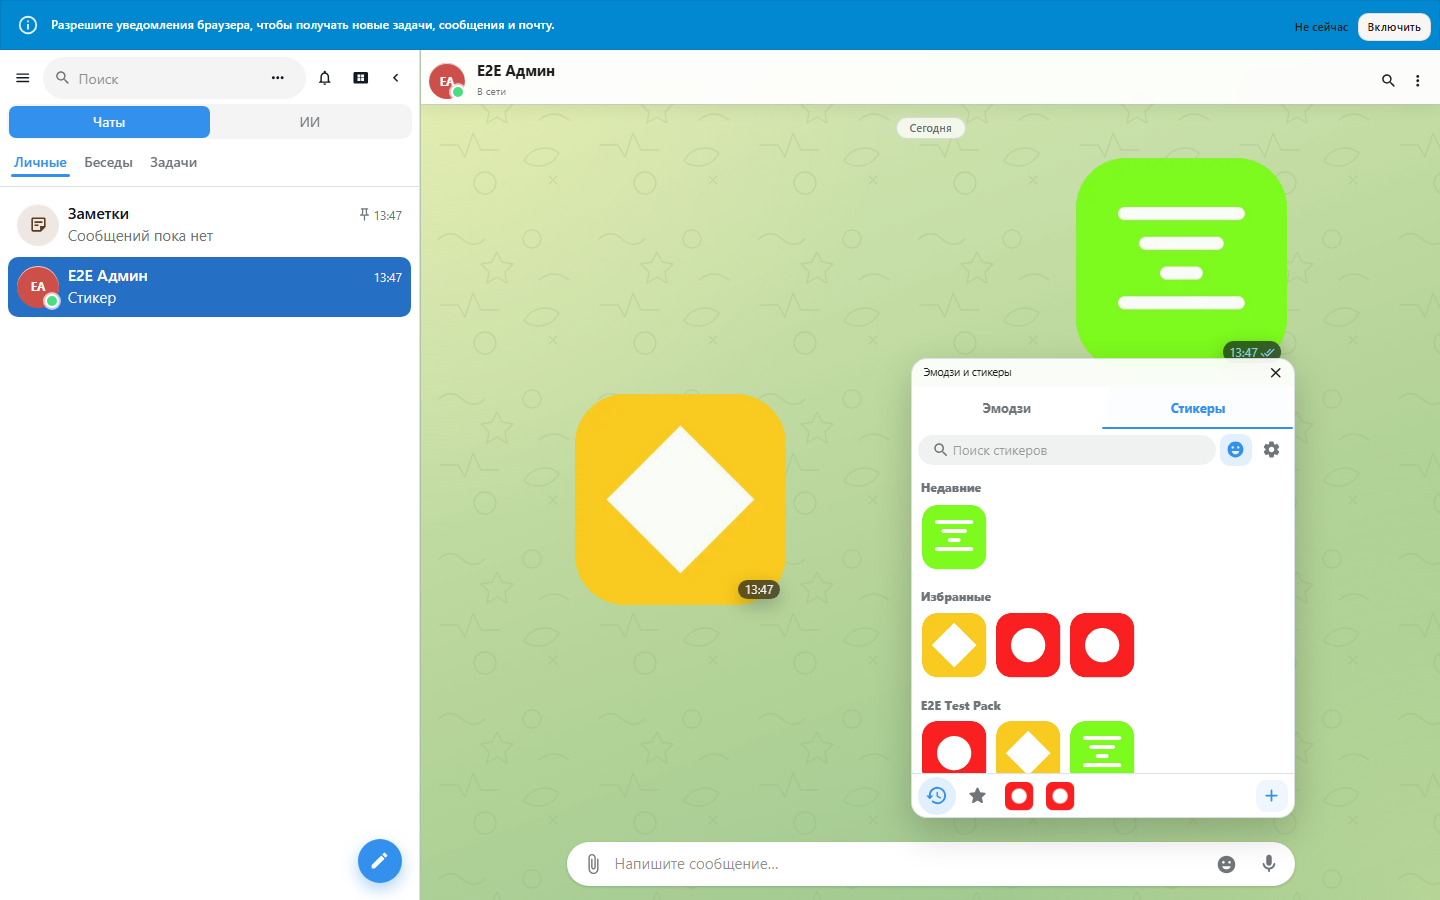 Разрешите уведомления браузера, чтобы получать новые задачи, сообщения и почту.
Не сейчас
Включить
Поиск
Чаты
ИИ
Личные
Беседы
Задачи
Заметки
13:47
Сообщений пока нет
EA
E2E Админ
13:47
Стикер
EA
E2E Админ
В сети
Сегодня
13:47
13:47
Эмодзи и стикеры
Эмодзи
Стикеры
Поиск стикеров
Недавние
Избранные
E2E Test Pack
Напишите сообщение...